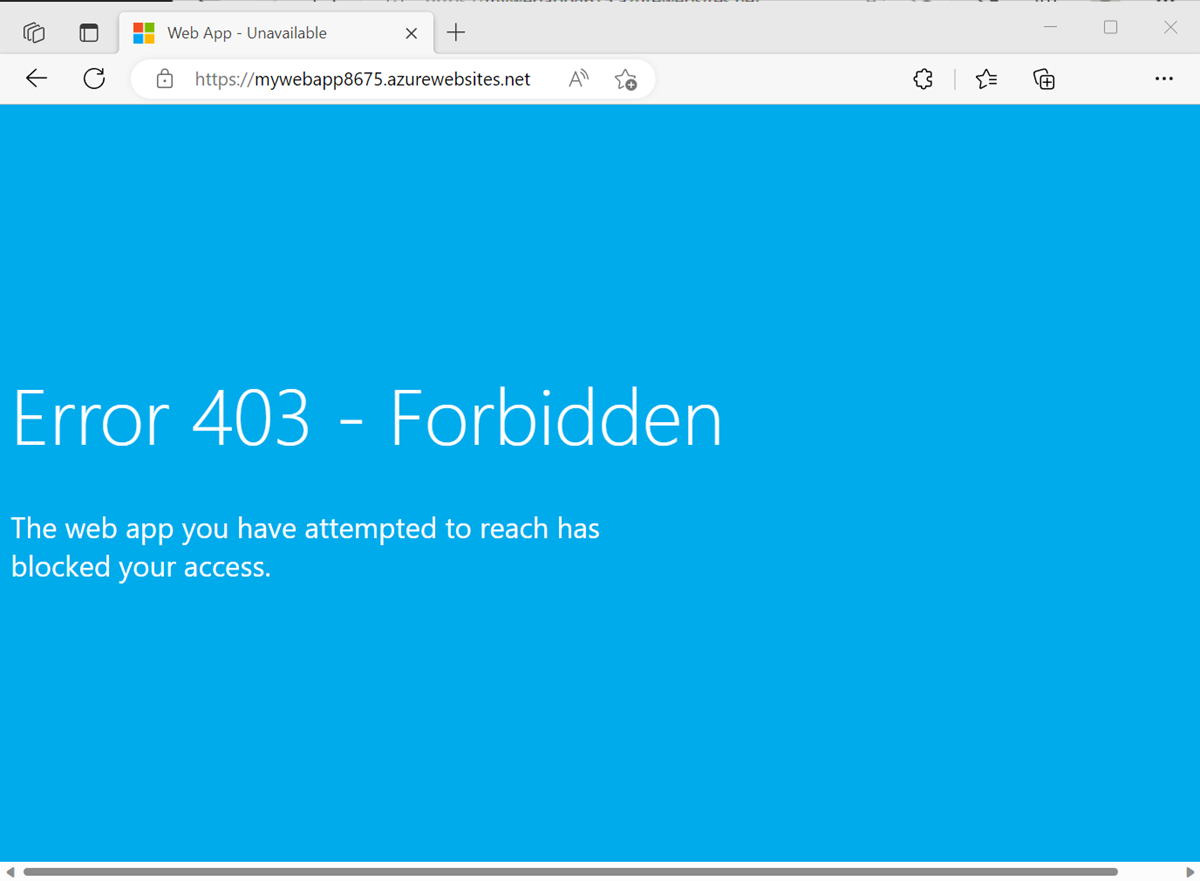 Web App - Unavailable
https://mywebapp8675.azurewebsites.net
Error 403 - Forbidden
The web app you have attempted to reach has
blocked your access.